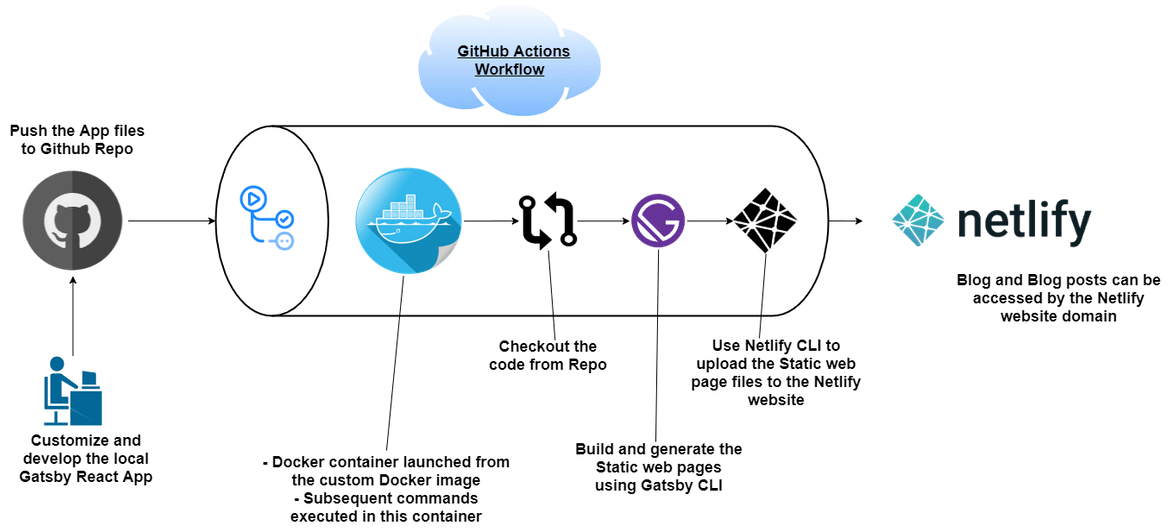 GitHub Actions
Workflow
Push the App files
to Github Repo
netlify
Blog and Blog posts can be
accessed by the Netlify
website domain
Checkout the
code from Repo
Use Netlify CLI to
upload the Static web
page files to the Netlify
website
Customize and
develop the local
Gatsby React App
- Docker container launched from
the custom Docker image
- Subsequent commands
executed in this container
Build and generate the
Static web pages
using Gatsby CLI